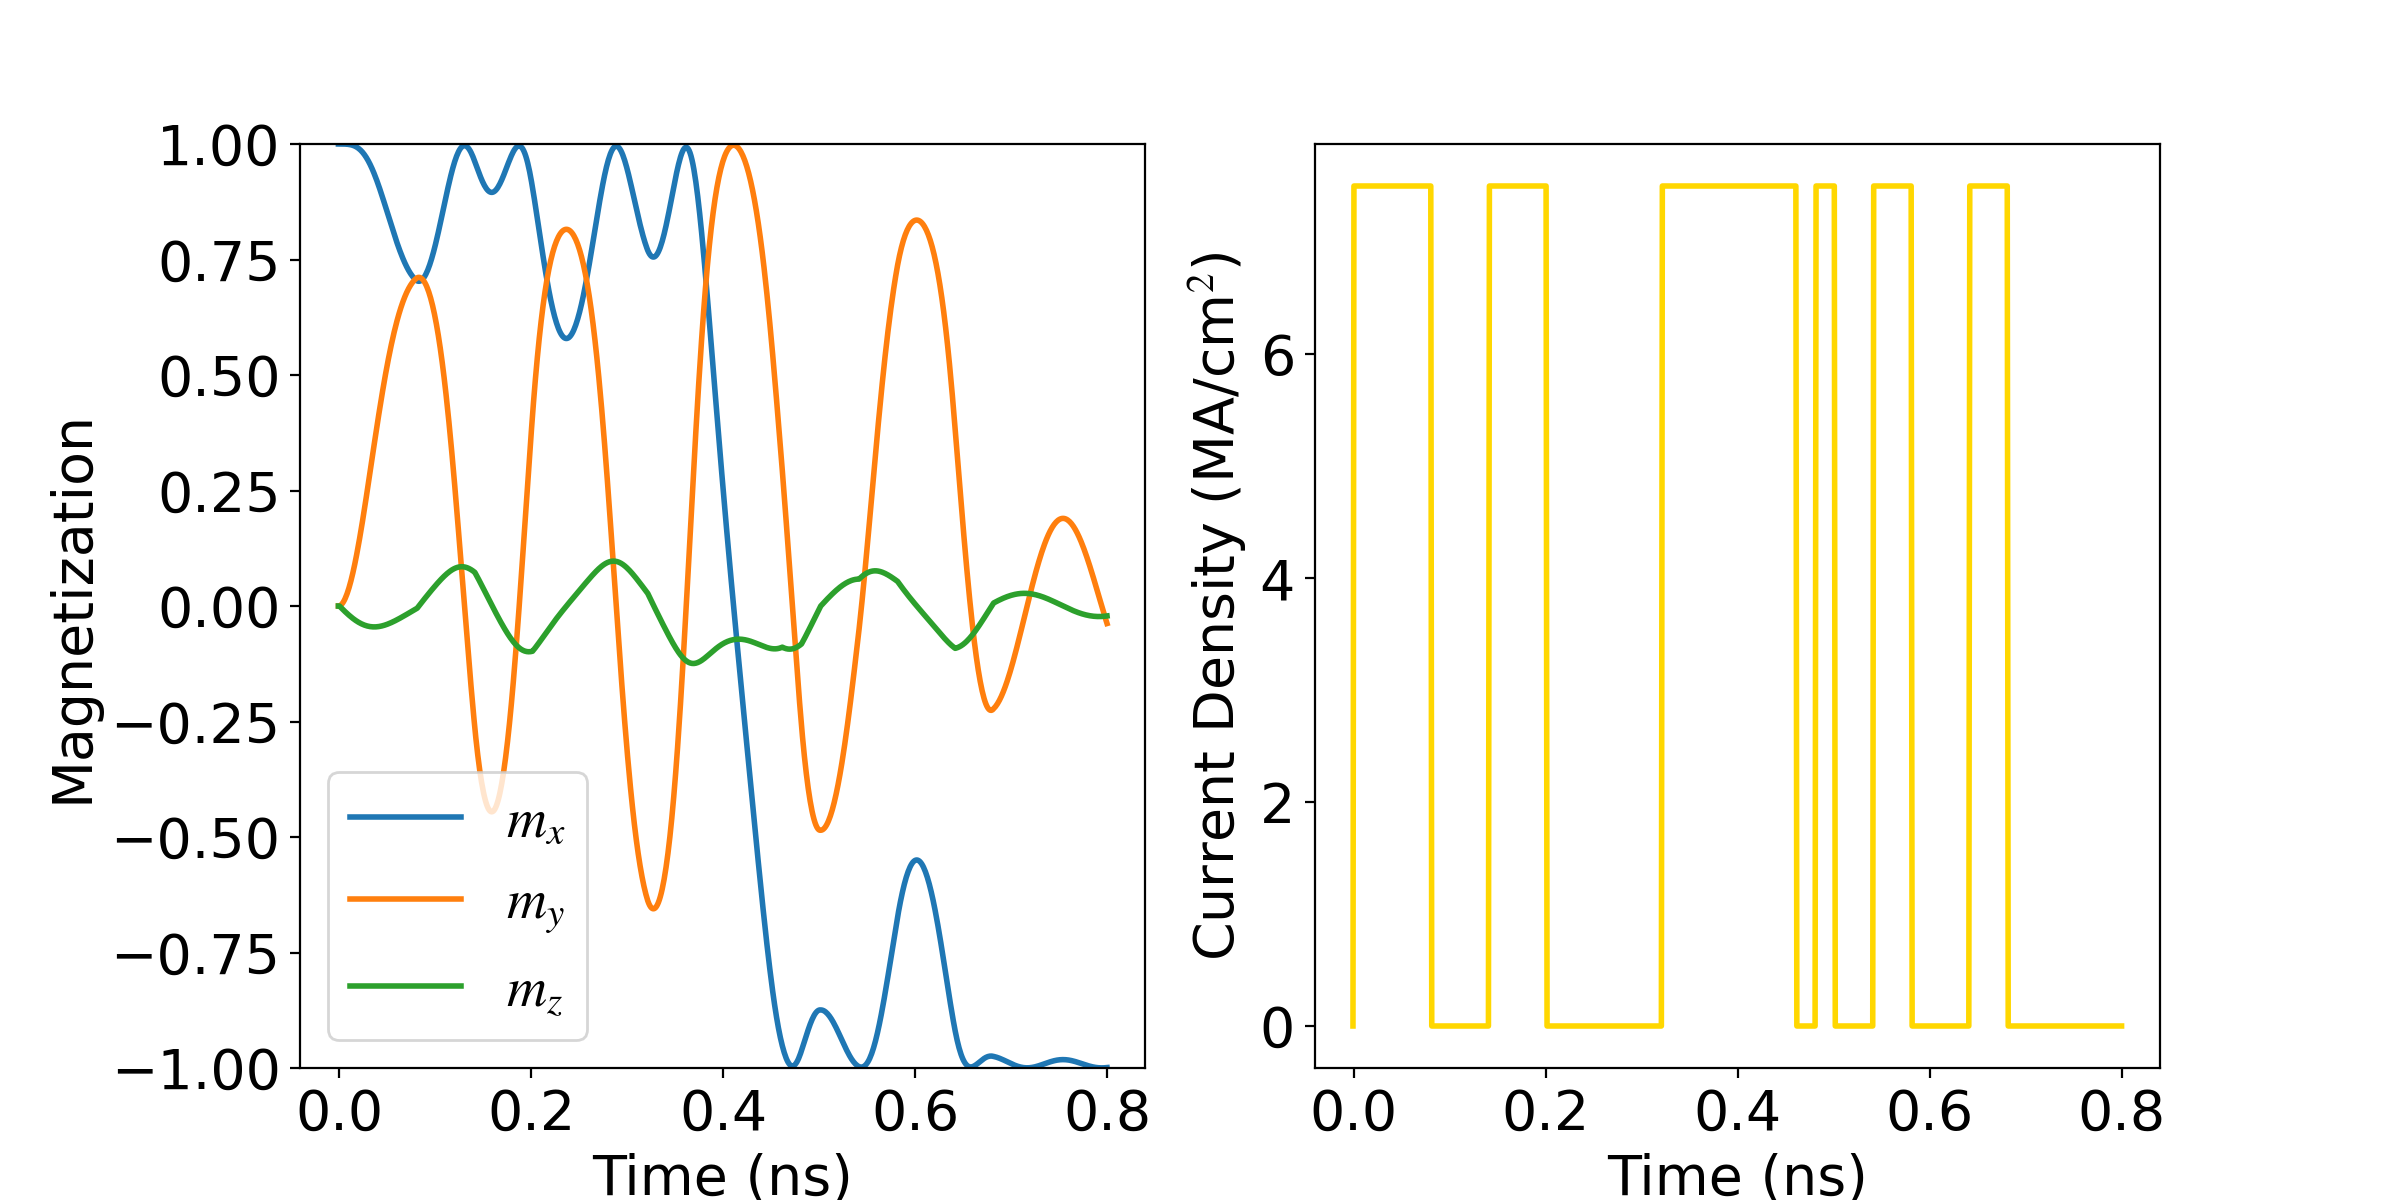 Magnetization
1.00
0.75
0.50
0.25
0.00
−0.25
−0.50
−0.75
−1.00
m_x
m_y
m_z
0.0 0.2 0.4 0.6 0.8
Time (ns)
Current Density (MA/cm²)
6
4
2
0
0.0 0.2 0.4 0.6 0.8
Time (ns)